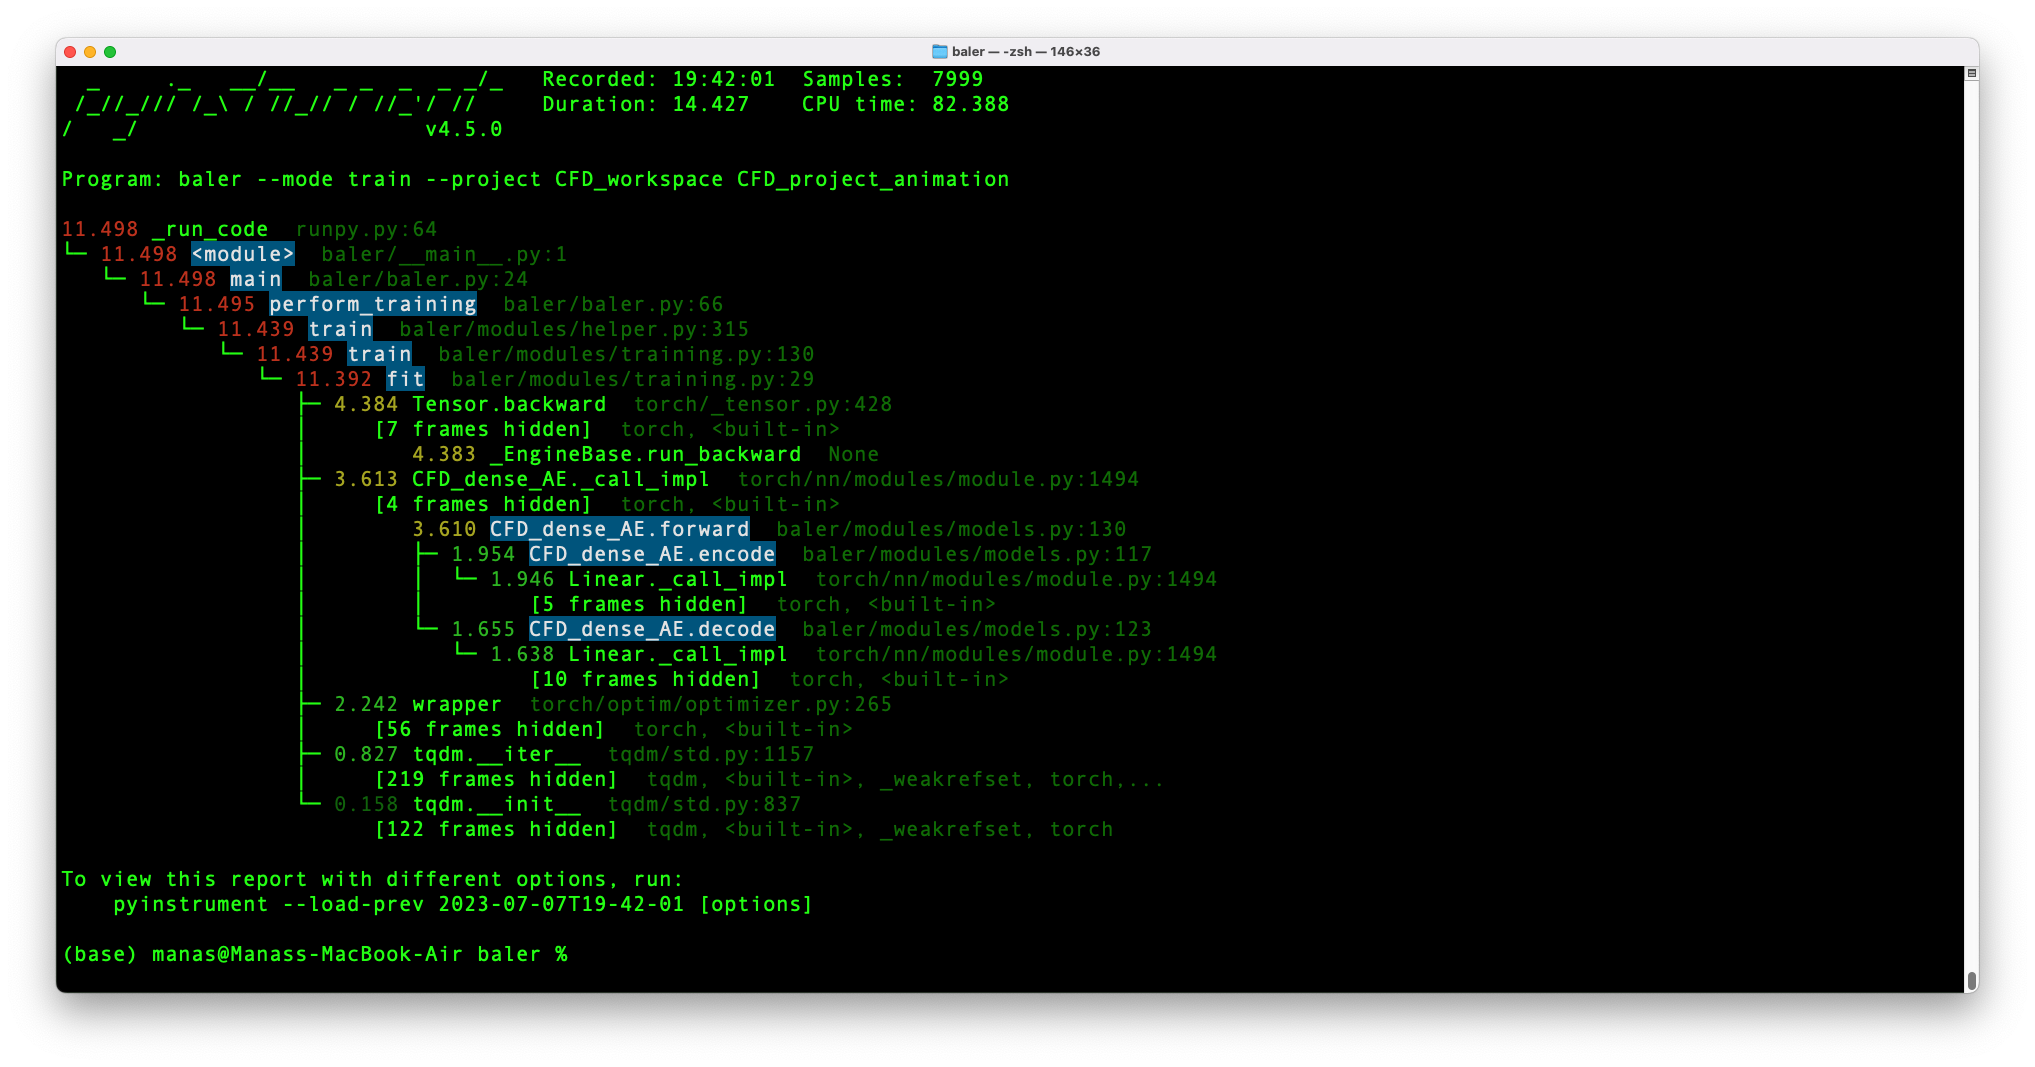 baler — -zsh — 146×36
  _     ._   __/__   _ _  _  _ _/_   Recorded: 19:42:01  Samples:  7999
 /_//_/// /_\ / //_// / //_'/ //     Duration: 14.427    CPU time: 82.388
/   _/                      v4.5.0
Program: baler --mode train --project CFD_workspace CFD_project_animation
11.498 _run_code  runpy.py:64
└─ 11.498 <module>  baler/__main__.py:1
   └─ 11.498 main  baler/baler.py:24
      └─ 11.495 perform_training  baler/baler.py:66
         └─ 11.439 train  baler/modules/helper.py:315
            └─ 11.439 train  baler/modules/training.py:130
               └─ 11.392 fit  baler/modules/training.py:29
                  ├─ 4.384 Tensor.backward  torch/_tensor.py:428
                  │     [7 frames hidden]  torch, <built-in>
                  │        4.383 _EngineBase.run_backward  None
                  ├─ 3.613 CFD_dense_AE._call_impl  torch/nn/modules/module.py:1494
                  │     [4 frames hidden]  torch, <built-in>
                  │        3.610 CFD_dense_AE.forward  baler/modules/models.py:130
                  │        ├─ 1.954 CFD_dense_AE.encode  baler/modules/models.py:117
                  │        │  └─ 1.946 Linear._call_impl  torch/nn/modules/module.py:1494
                  │        │        [5 frames hidden]  torch, <built-in>
                  │        └─ 1.655 CFD_dense_AE.decode  baler/modules/models.py:123
                  │           └─ 1.638 Linear._call_impl  torch/nn/modules/module.py:1494
                  │                 [10 frames hidden]  torch, <built-in>
                  ├─ 2.242 wrapper  torch/optim/optimizer.py:265
                  │     [56 frames hidden]  torch, <built-in>
                  ├─ 0.827 tqdm.__iter__  tqdm/std.py:1157
                  │     [219 frames hidden]  tqdm, <built-in>, _weakrefset, torch,...
                  └─ 0.158 tqdm.__init__  tqdm/std.py:837
                        [122 frames hidden]  tqdm, <built-in>, _weakrefset, torch
To view this report with different options, run:
    pyinstrument --load-prev 2023-07-07T19-42-01 [options]
(base) manas@Manass-MacBook-Air baler %